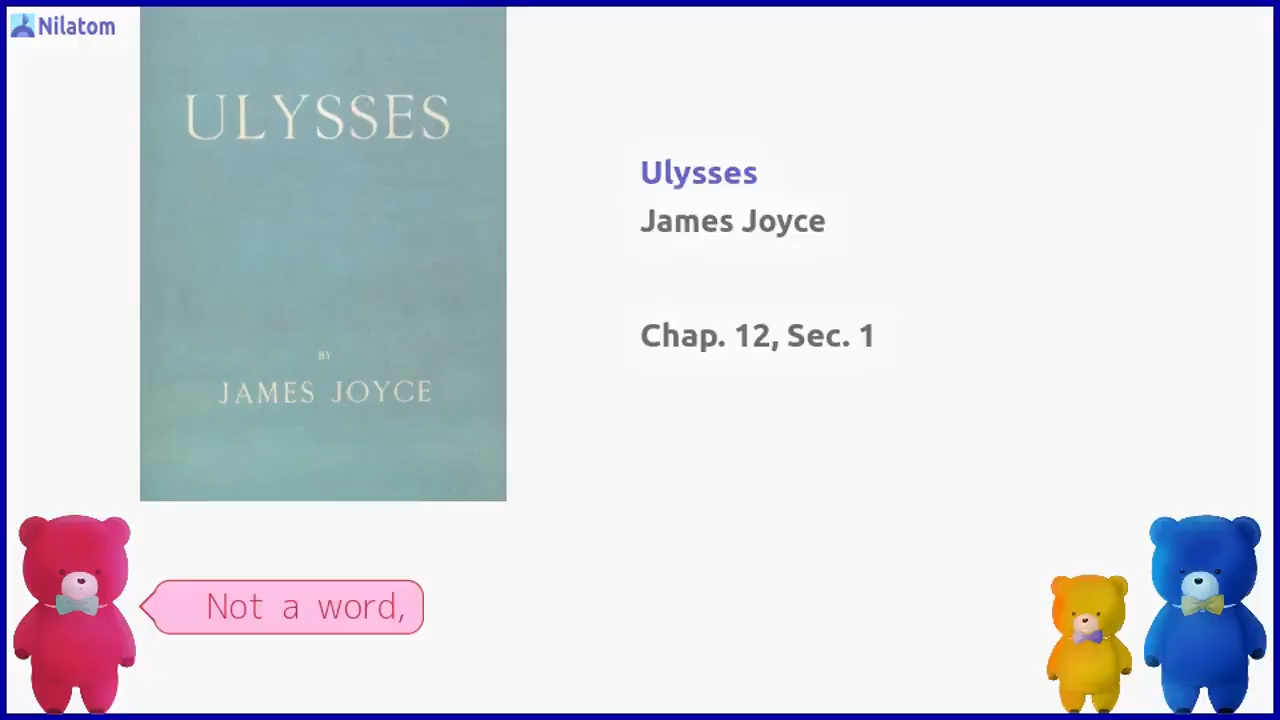 Nilatom
ULYSSES
BY
JAMES JOYCE
Ulysses
James Joyce
Chap. 12, Sec. 1
Not a word,